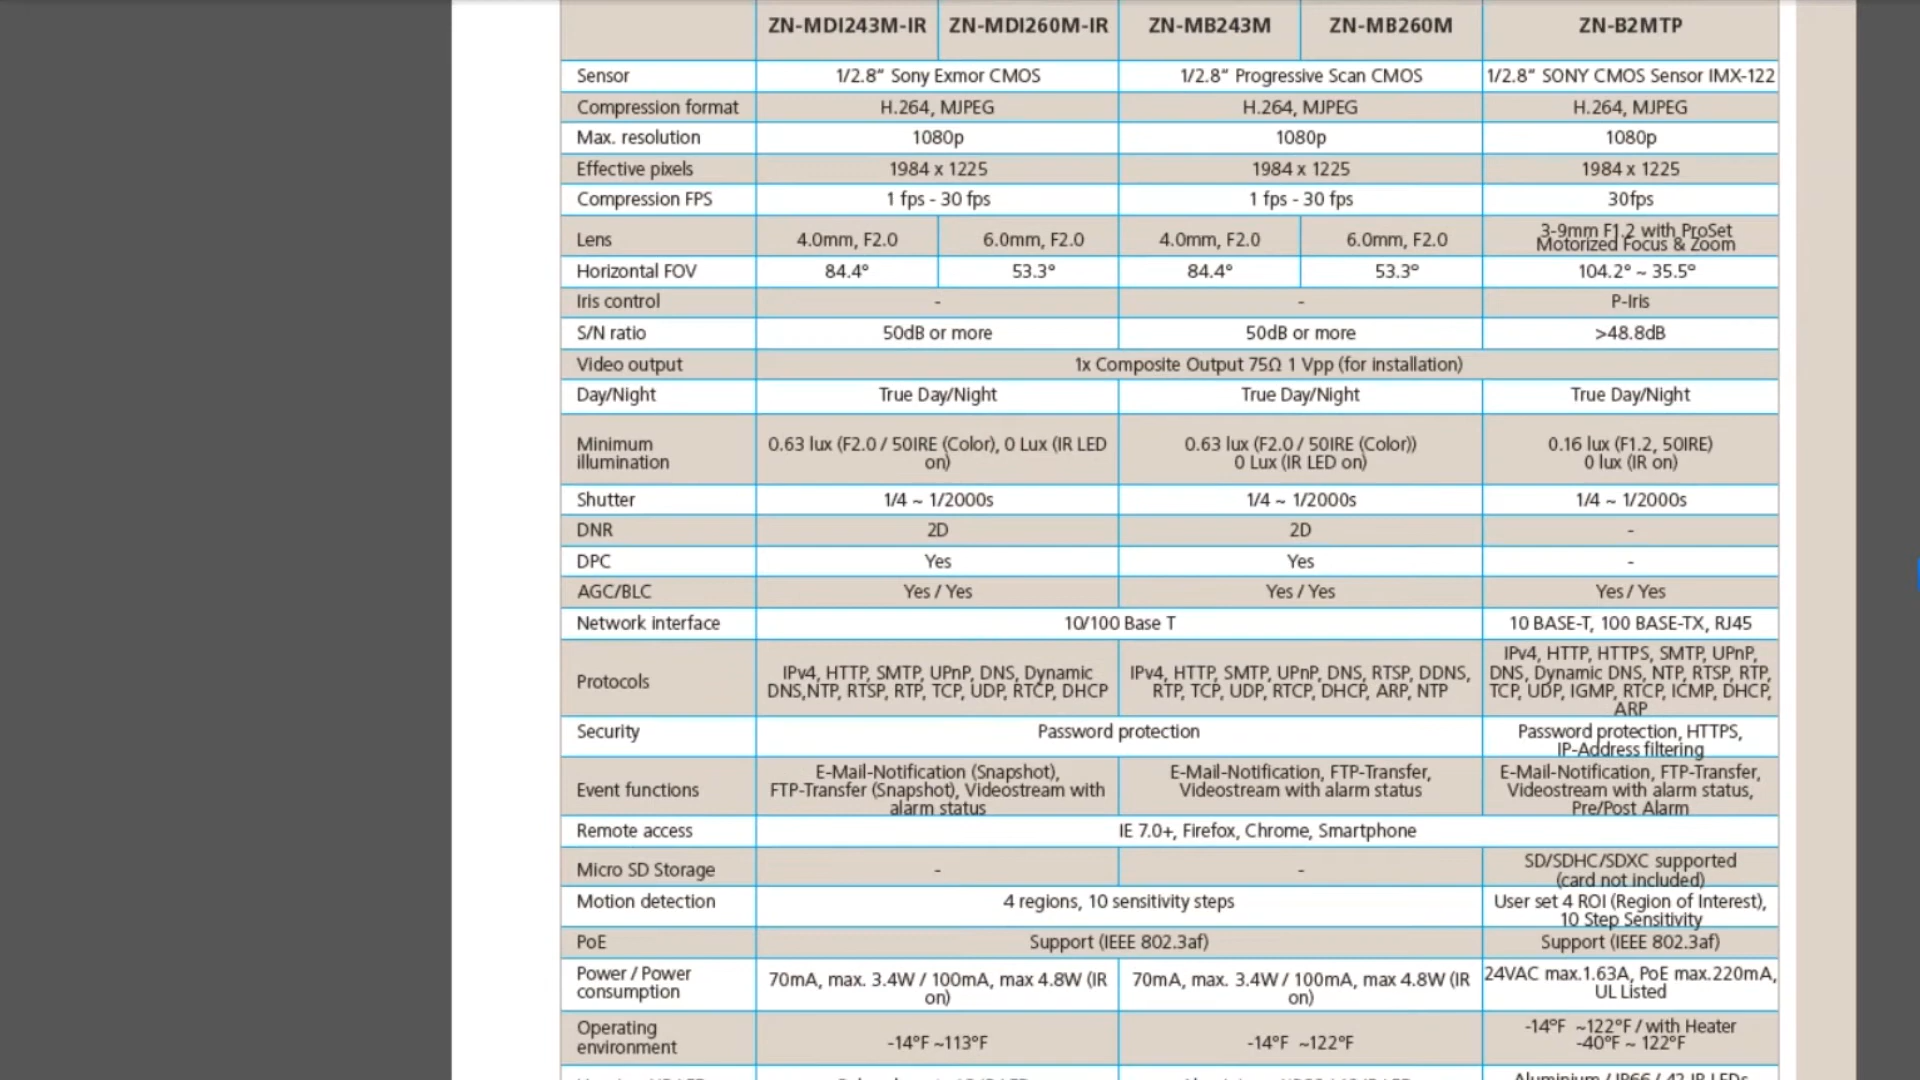 ZN-MDI243M-IR ZN-MDI260M-IR ZN-MB243M ZN-MB260M ZN-B2MTP
Sensor 1/2.8“ Sony Exmor CMOS 1/2.8“ Progressive Scan CMOS 1/2.8“ SONY CMOS Sensor IMX-122
Compression format H.264, MJPEG H.264, MJPEG H.264, MJPEG
Max. resolution 1080p 1080p 1080p
Effective pixels 1984 x 1225 1984 x 1225 1984 x 1225
Compression FPS 1 fps - 30 fps 1 fps - 30 fps 30fps
Lens 4.0mm, F2.0 6.0mm, F2.0 4.0mm, F2.0 6.0mm, F2.0 3-9mm F1.2 with ProSet
Motorized Focus & Zoom
Horizontal FOV 84.4° 53.3° 84.4° 53.3° 104.2° ~ 35.5°
Iris control - - P-Iris
S/N ratio 50dB or more 50dB or more >48.8dB
Video output 1x Composite Output 75Ω 1 Vpp (for installation)
Day/Night True Day/Night True Day/Night True Day/Night
Minimum 0.63 lux (F2.0 / 50IRE (Color), 0 Lux (IR LED 0.63 lux (F2.0 / 50IRE (Color)) 0.16 lux (F1.2, 50IRE)
illumination on) 0 Lux (IR LED on) 0 lux (IR on)
Shutter 1/4 ~ 1/2000s 1/4 ~ 1/2000s 1/4 ~ 1/2000s
DNR 2D 2D -
DPC Yes Yes -
AGC/BLC Yes / Yes Yes / Yes Yes / Yes
Network interface 10/100 Base T 10 BASE-T, 100 BASE-TX, RJ45
Protocols IPv4, HTTP, SMTP, UPnP, DNS, Dynamic
DNS,NTP, RTSP, RTP, TCP, UDP, RTCP, DHCP
IPv4, HTTP, SMTP, UPnP, DNS, RTSP, DDNS,
RTP, TCP, UDP, RTCP, DHCP, ARP, NTP
IPv4, HTTP, HTTPS, SMTP, UPnP,
DNS, Dynamic DNS, NTP, RTSP, RTP,
TCP, UDP, IGMP, RTCP, ICMP, DHCP,
ARP
Security Password protection Password protection, HTTPS,
IP-Address filtering
Event functions E-Mail-Notification (Snapshot),
FTP-Transfer (Snapshot), Videostream with
alarm status
E-Mail-Notification, FTP-Transfer,
Videostream with alarm status
E-Mail-Notification, FTP-Transfer,
Videostream with alarm status,
Pre/Post Alarm
Remote access IE 7.0+, Firefox, Chrome, Smartphone
Micro SD Storage - - SD/SDHC/SDXC supported
(card not included)
Motion detection 4 regions, 10 sensitivity steps User set 4 ROI (Region of Interest),
10 Step Sensitivity
PoE Support (IEEE 802.3af) Support (IEEE 802.3af)
Power / Power 70mA, max. 3.4W / 100mA, max 4.8W (IR 70mA, max. 3.4W / 100mA, max 4.8W (IR 24VAC max.1.63A, PoE max.220mA,
consumption on) on) UL Listed
Operating -14°F ~113°F -14°F ~122°F -14°F ~122°F / with Heater
environment -40°F ~ 122°F
Aluminium / IP66 / 42 IR LEDs